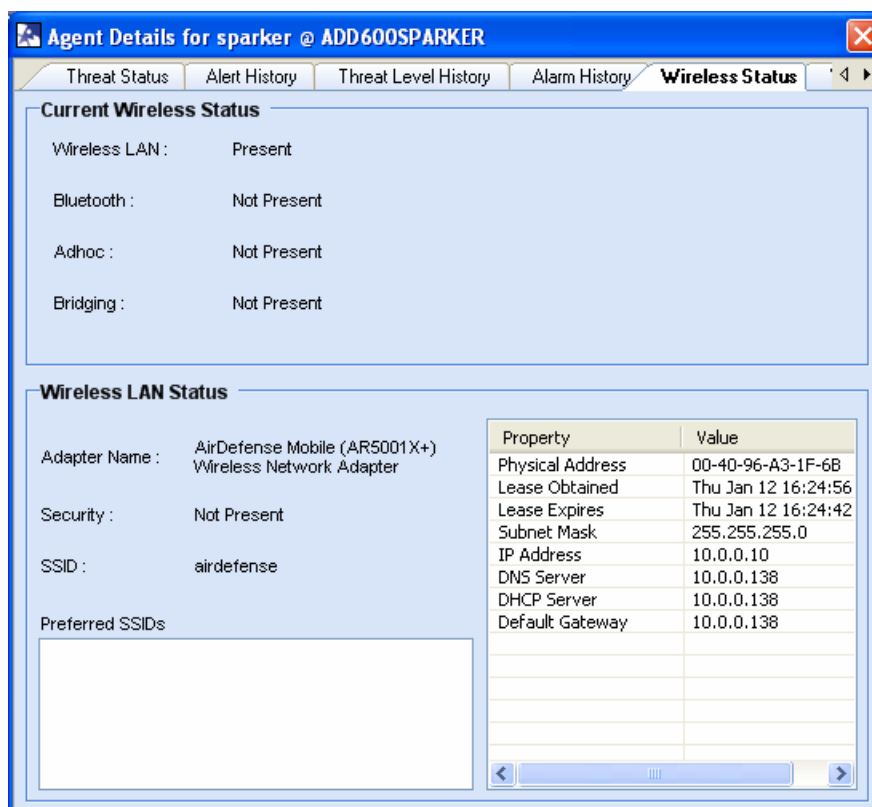 Agent Details for sparker @ ADD600SPARKER
Threat Status Alert History Threat Level History Alarm History Wireless Status
Current Wireless Status
Wireless LAN : Present
Bluetooth : Not Present
Adhoc : Not Present
Bridging : Not Present
Wireless LAN Status
Adapter Name : AirDefense Mobile (AR5001X+)
Wireless Network Adapter
Security : Not Present
SSID : airdefense
Preferred SSIDs
Property Value
Physical Address 00-40-96-A3-1F-6B
Lease Obtained Thu Jan 12 16:24:56
Lease Expires Thu Jan 12 16:24:42
Subnet Mask 255.255.255.0
IP Address 10.0.0.10
DNS Server 10.0.0.138
DHCP Server 10.0.0.138
Default Gateway 10.0.0.138